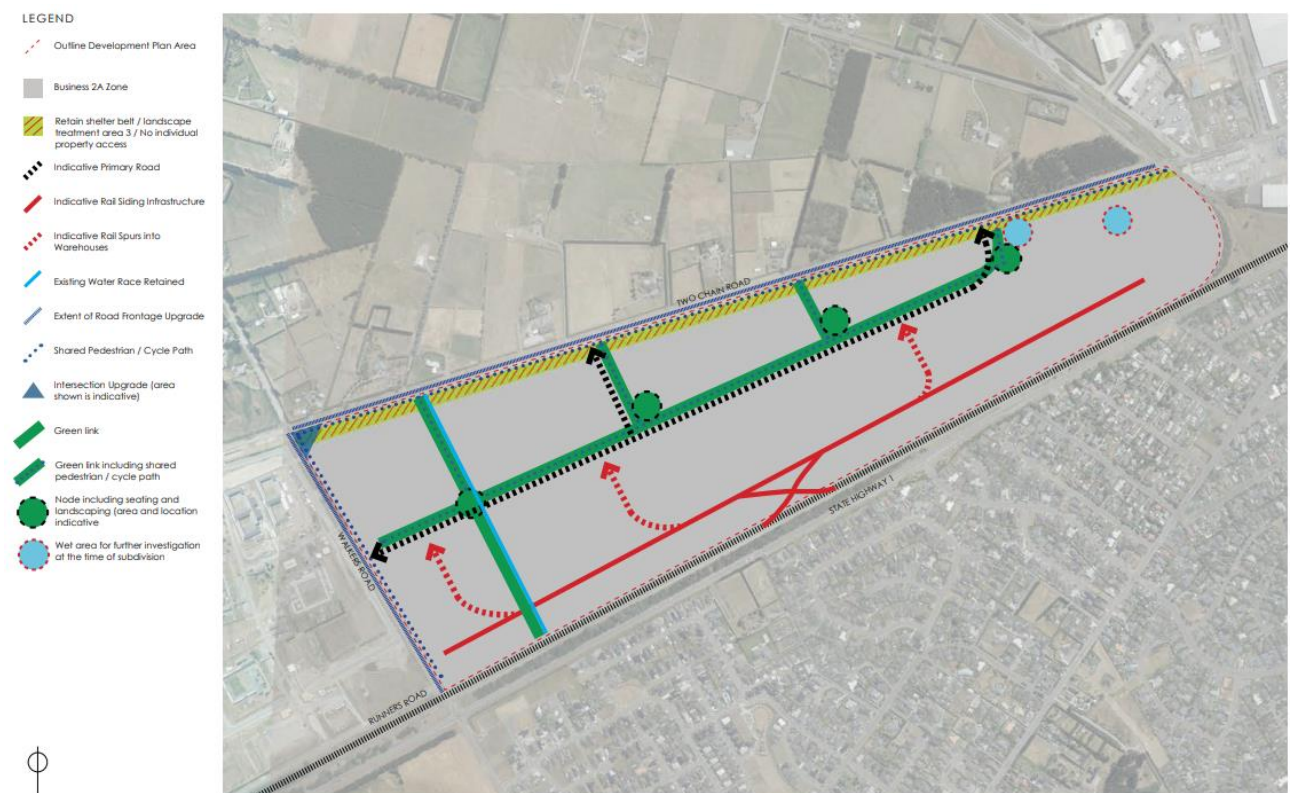 LEGEND
Outline Development Plan Area
Business 2A Zone
Retain shelter belt / landscape
treatment area 3 / No individual
property access
Indicative Primary Road
Indicative Rail Siding Infrastructure
Indicative Rail Spurs into
Warehouses
Existing Water Race Retained
Extent of Road Frontage Upgrade
Shared Pedestrian / Cycle Path
Intersection Upgrade (area
shown is indicative)
Green link
Green link including shared
pedestrian / cycle path
Node including seating and
landscaping (area and location
indicative
Wet area for further investigation
at the time of subdivision
TWO CHAIN ROAD
WALKERS ROAD
STATE HIGHWAY 1
RUNNERS ROAD